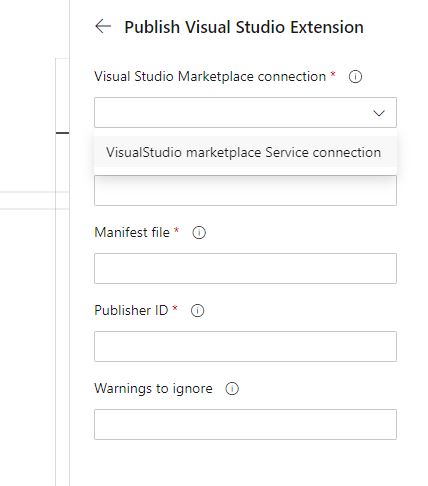 Publish Visual Studio Extension
Visual Studio Marketplace connection *
VisualStudio marketplace Service connection
Manifest file *
Publisher ID *
Warnings to ignore